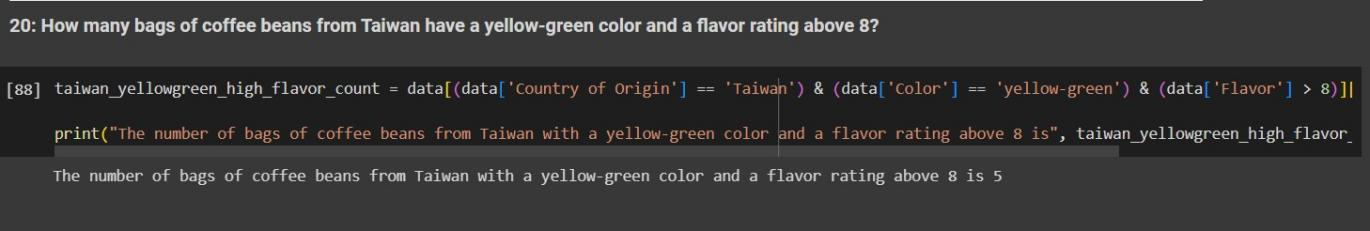 20: How many bags of coffee beans from Taiwan have a yellow-green color and a flavor rating above 8?
[88] taiwan_yellowgreen_high_flavor_count = data[(data['Country of Origin'] == 'Taiwan') & (data['Color'] == 'yellow-green') & (data['Flavor'] > 8)]
print("The number of bags of coffee beans from Taiwan with a yellow-green color and a flavor rating above 8 is", taiwan_yellowgreen_high_flavor_
The number of bags of coffee beans from Taiwan with a yellow-green color and a flavor rating above 8 is 5